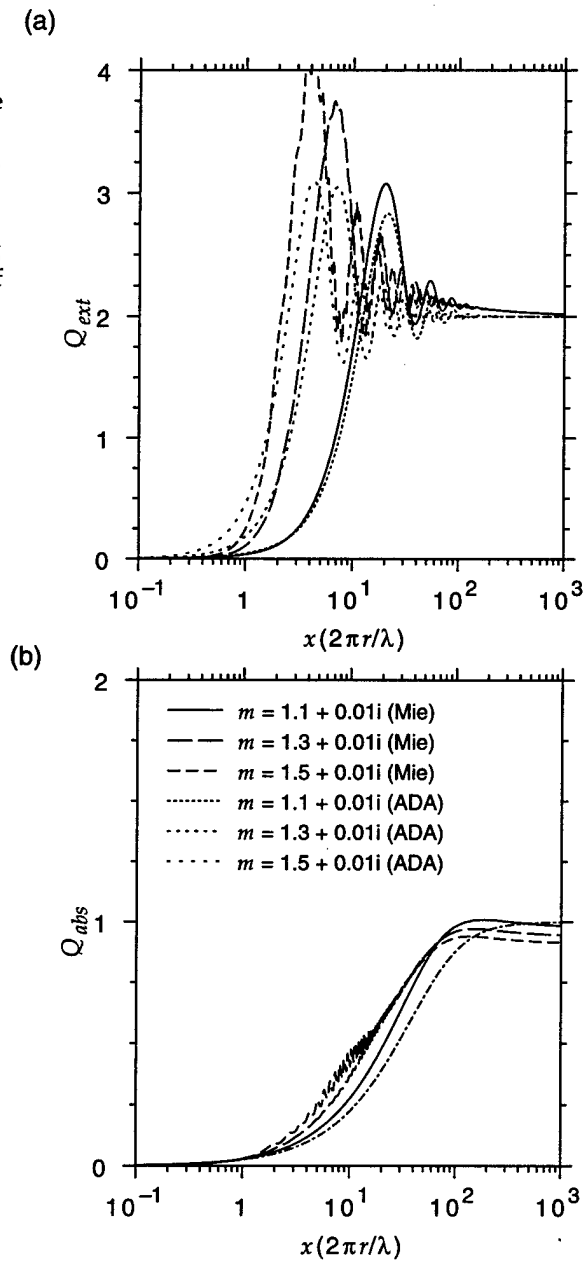 (a)
e
4
3
2
1
0
Q_ext
10^-1 1 10^1 10^2 10^3
x(2πr/λ)
(b)
2
1
0
Q_abs
m = 1.1 + 0.01i (Mie)
m = 1.3 + 0.01i (Mie)
m = 1.5 + 0.01i (Mie)
m = 1.1 + 0.01i (ADA)
m = 1.3 + 0.01i (ADA)
m = 1.5 + 0.01i (ADA)
10^-1 1 10^1 10^2 10^3
x(2πr/λ)